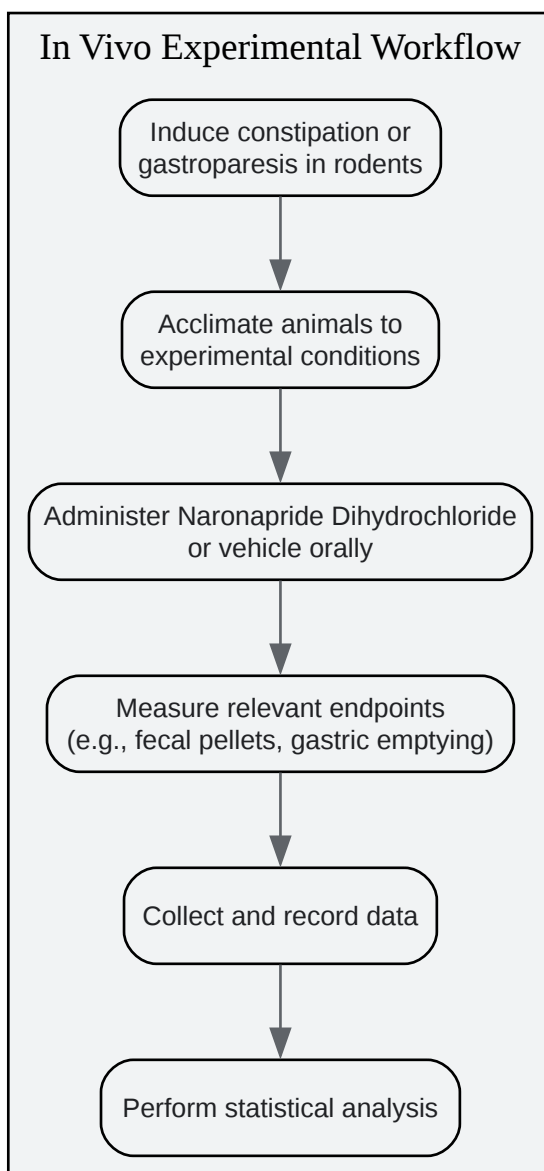 In Vivo Experimental Workflow
Induce constipation or
gastroparesis in rodents
Acclimate animals to
experimental conditions
Administer Naronapride Dihydrochloride
or vehicle orally
Measure relevant endpoints
(e.g., fecal pellets, gastric emptying)
Collect and record data
Perform statistical analysis